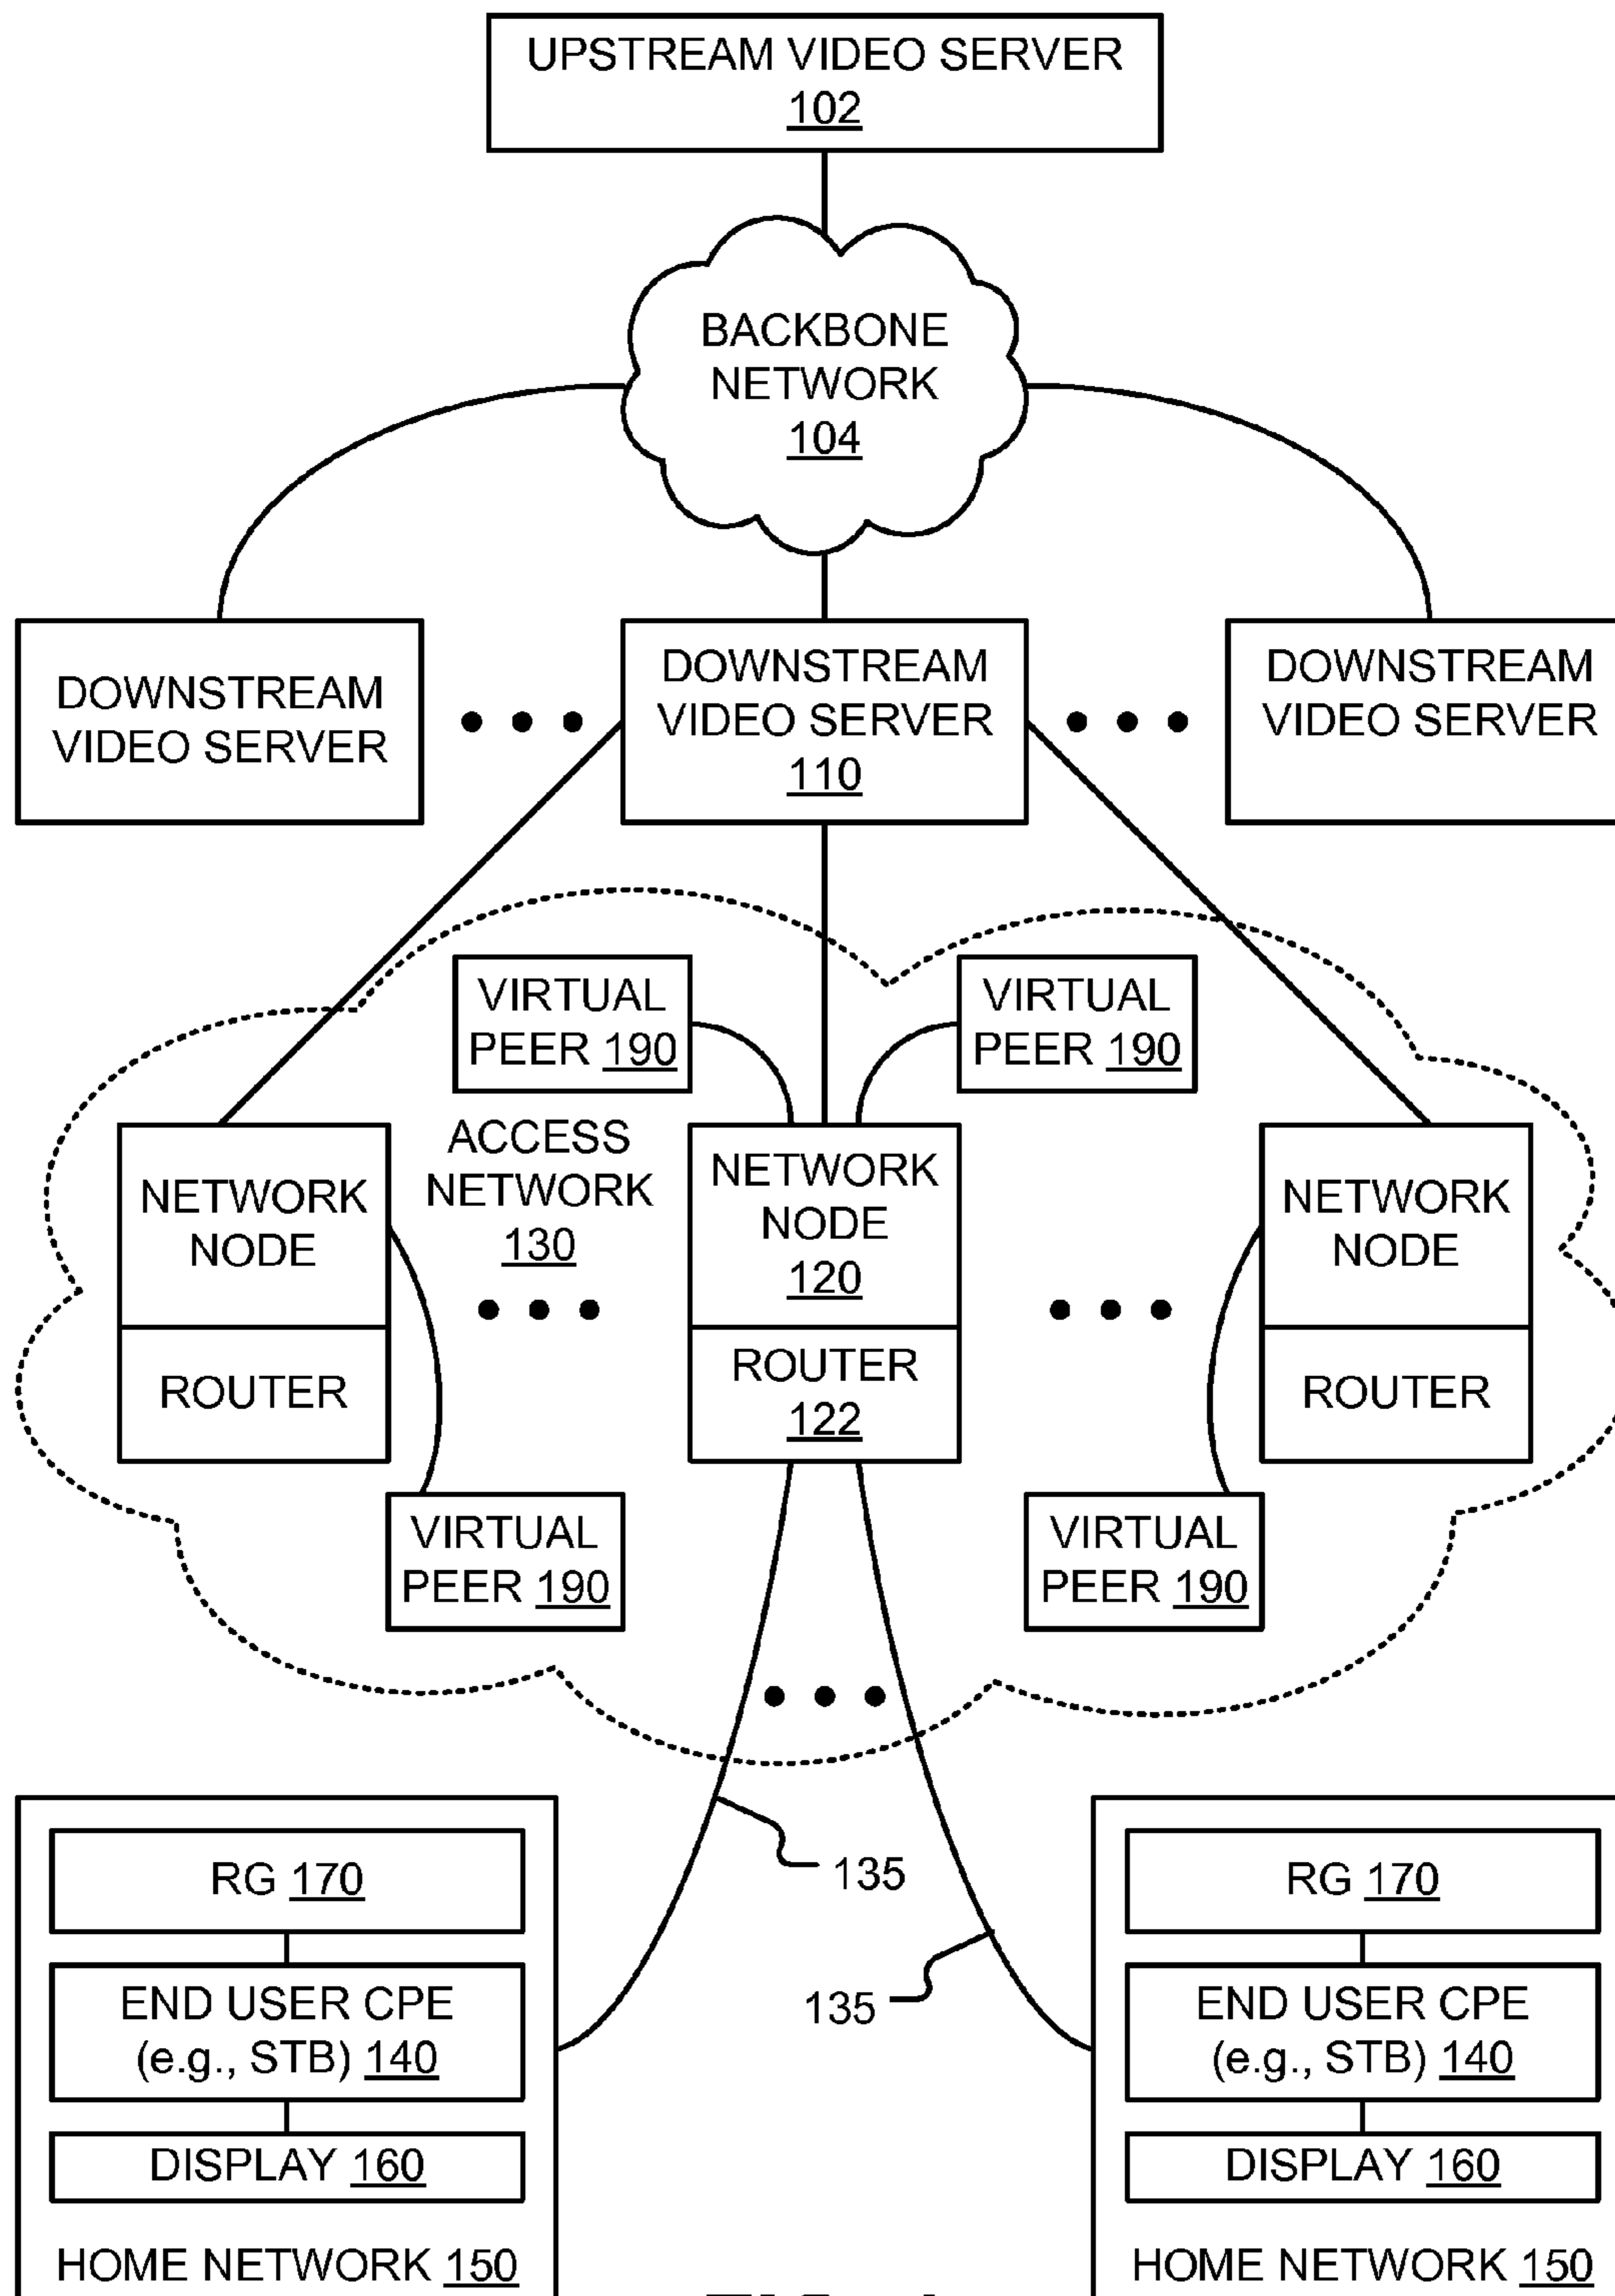 UPSTREAM VIDEO SERVER
102
BACKBONE
NETWORK
104
DOWNSTREAM
VIDEO SERVER
DOWNSTREAM
VIDEO SERVER
110
DOWNSTREAM
VIDEO SERVER
VIRTUAL
PEER 190
VIRTUAL
PEER 190
NETWORK
NODE
ROUTER
ACCESS
NETWORK
130
NETWORK
NODE
120
ROUTER
122
NETWORK
NODE
ROUTER
VIRTUAL
PEER 190
VIRTUAL
PEER 190
135
135
RG 170
END USER CPE
(e.g., STB) 140
DISPLAY 160
HOME NETWORK 150
RG 170
END USER CPE
(e.g., STB) 140
DISPLAY 160
HOME NETWORK 150